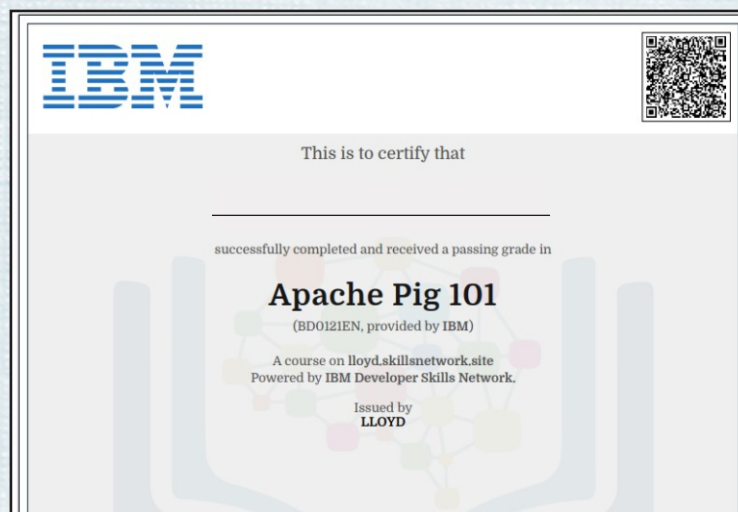 IBM
This is to certify that
successfully completed and received a passing grade in
Apache Pig 101
(BD0121EN, provided by IBM)
A course on lloyd.skillsnetwork.site
Powered by IBM Developer Skills Network.
Issued by
LLOYD